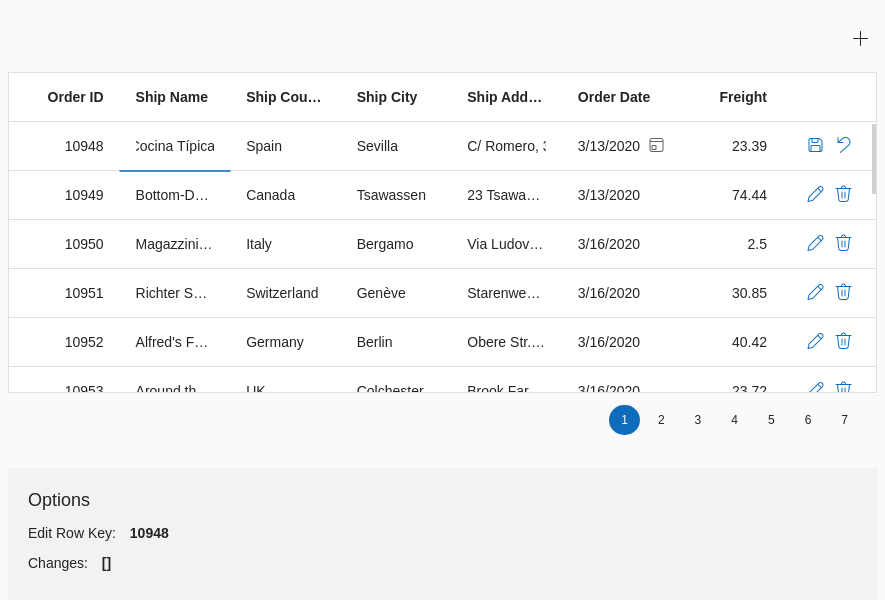 Order ID Ship Name Ship Cou… Ship City Ship Add… Order Date Freight
10948 Cocina Típica Spain Sevilla C/ Romero, 3 3/13/2020 23.39
10949 Bottom-D… Canada Tsawassen 23 Tsawa… 3/13/2020 74.44
10950 Magazzini… Italy Bergamo Via Ludov… 3/16/2020 2.5
10951 Richter S… Switzerland Genève Starenwe… 3/16/2020 30.85
10952 Alfred's F… Germany Berlin Obere Str.… 3/16/2020 40.42
10953 Around th… UK Colchester Brook Far… 3/16/2020 23.72
1 2 3 4 5 6 7
Options
Edit Row Key: 10948
Changes: []